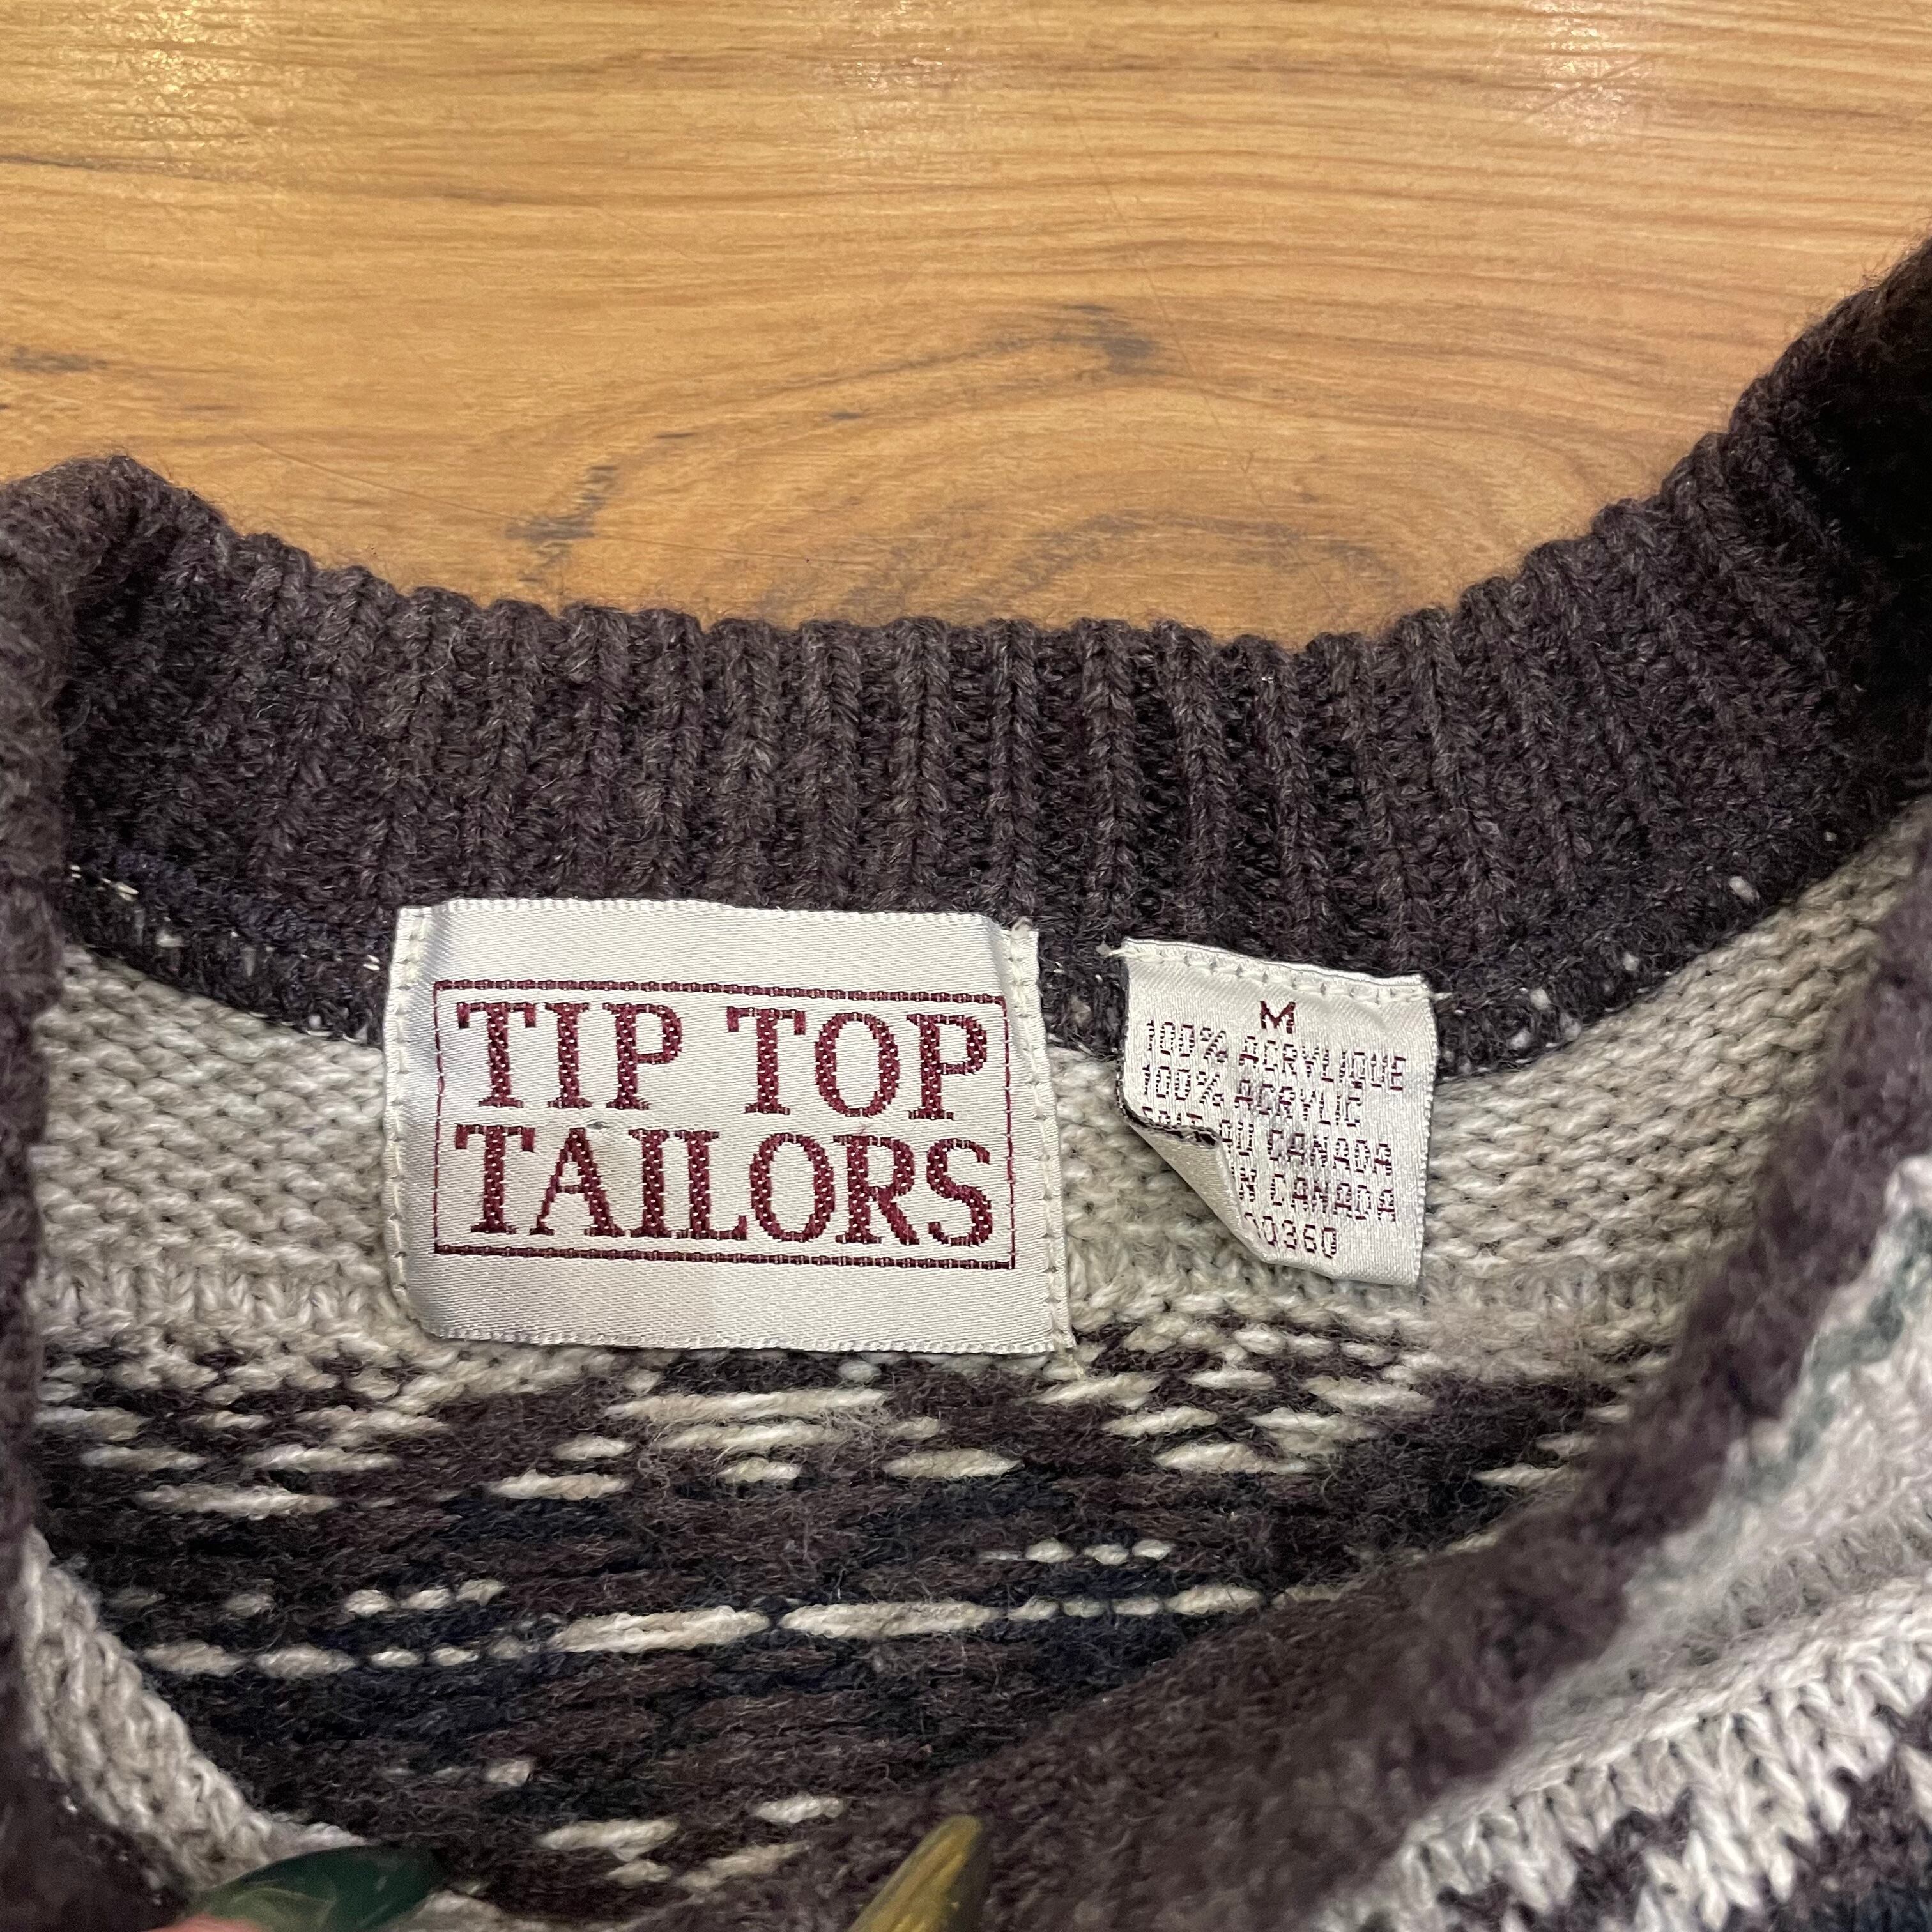 TIP TOP
TAILORS
M
100% ACRYLIQUE
100% ACRYLIC
AU CANADA
CANADA